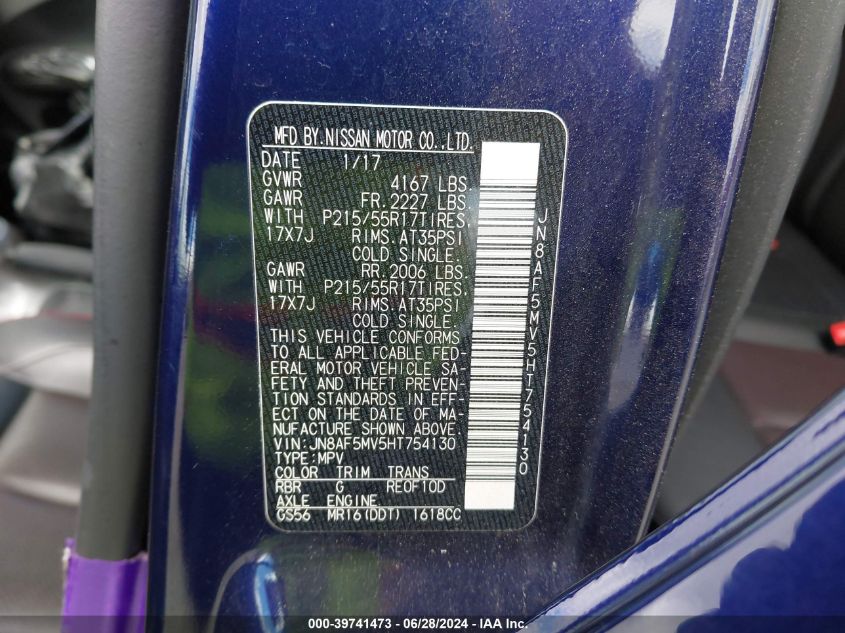 MFD BY.NISSAN MOTOR CO.,LTD.
DATE 1/17
GVWR 4167 LBS.
GAWR FR.2227 LBS.
WITH P215/55R17TIRES.
17X7J RIMS.AT35PSI
COLD SINGLE.
GAWR RR.2006 LBS.
WITH P215/55R17TIRES.
17X7J RIMS.AT35PSI
COLD SINGLE.
THIS VEHICLE CONFORMS
TO ALL APPLICABLE FED-
ERAL MOTOR VEHICLE SA-
FETY AND THEFT PREVEN-
TION STANDARDS IN EFF-
ECT ON THE DATE OF MA-
NUFACTURE SHOWN ABOVE.
VIN:JN8AF5MV5HT754130
TYPE:MPV
COLOR TRIM TRANS
RBR G RE0F10D
AXLE ENGINE
GS56 MR16(DDT) 1618CC
JN8AF5MV5HT754130
000-39741473 - 06/28/2024 - IAA Inc.